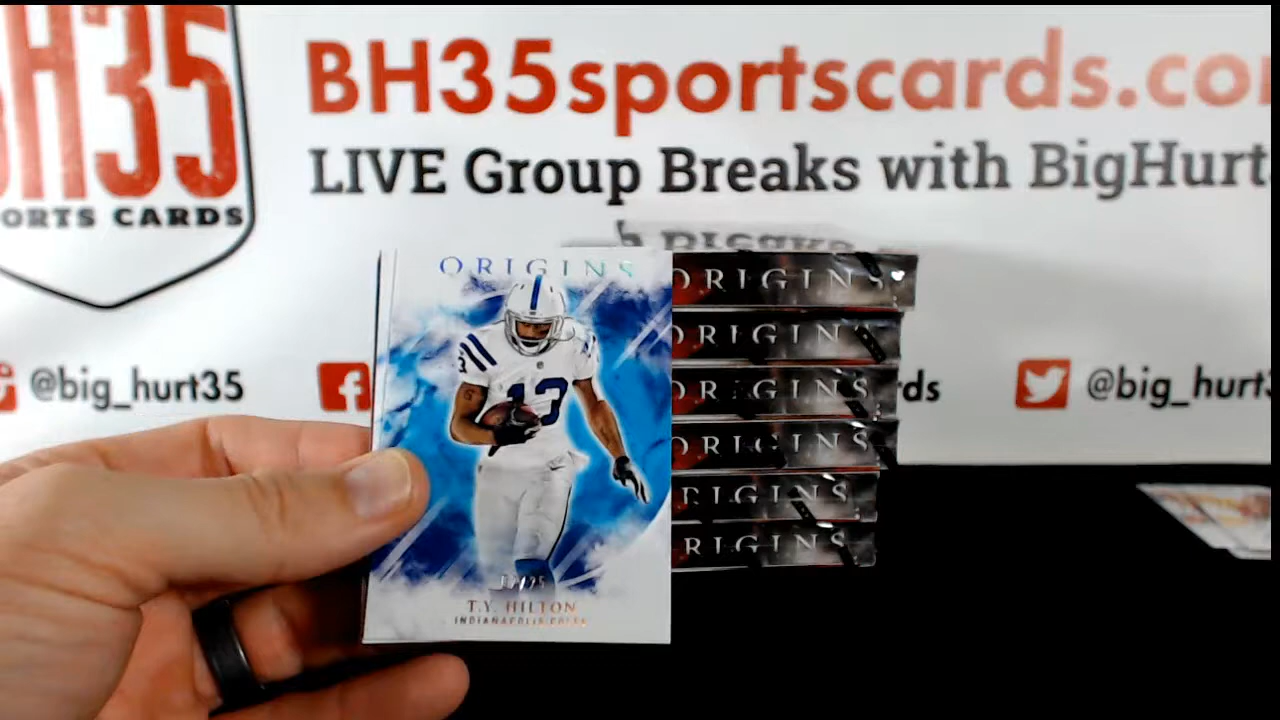 BH35
ORTS CARDS
BH35sportscards.co
LIVE Group Breaks with BigHurt
@big_hurt35
f
rds
@big_hurt3
ORIGINS
13
T.Y. HILTON
INDIANAPOLIS COLTS
ORIGINS
ORIGINS
ORIGINS
ORIGINS
RIGINS
RIGINS